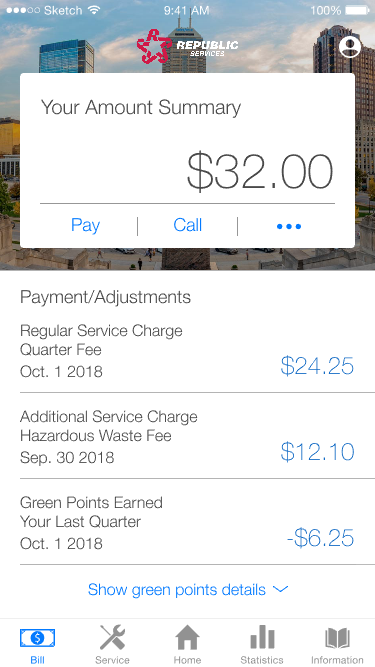 Sketch
9:41 AM
100%
REPUBLIC
SERVICES
Your Amount Summary
$32.00
Pay
Call
Payment/Adjustments
Regular Service Charge
Quarter Fee
Oct. 1 2018
$24.25
Additional Service Charge
Hazardous Waste Fee
Sep. 30 2018
$12.10
Green Points Earned
Your Last Quarter
Oct. 1 2018
-$6.25
Show green points details
Bill
Service
Home
Statistics
Information